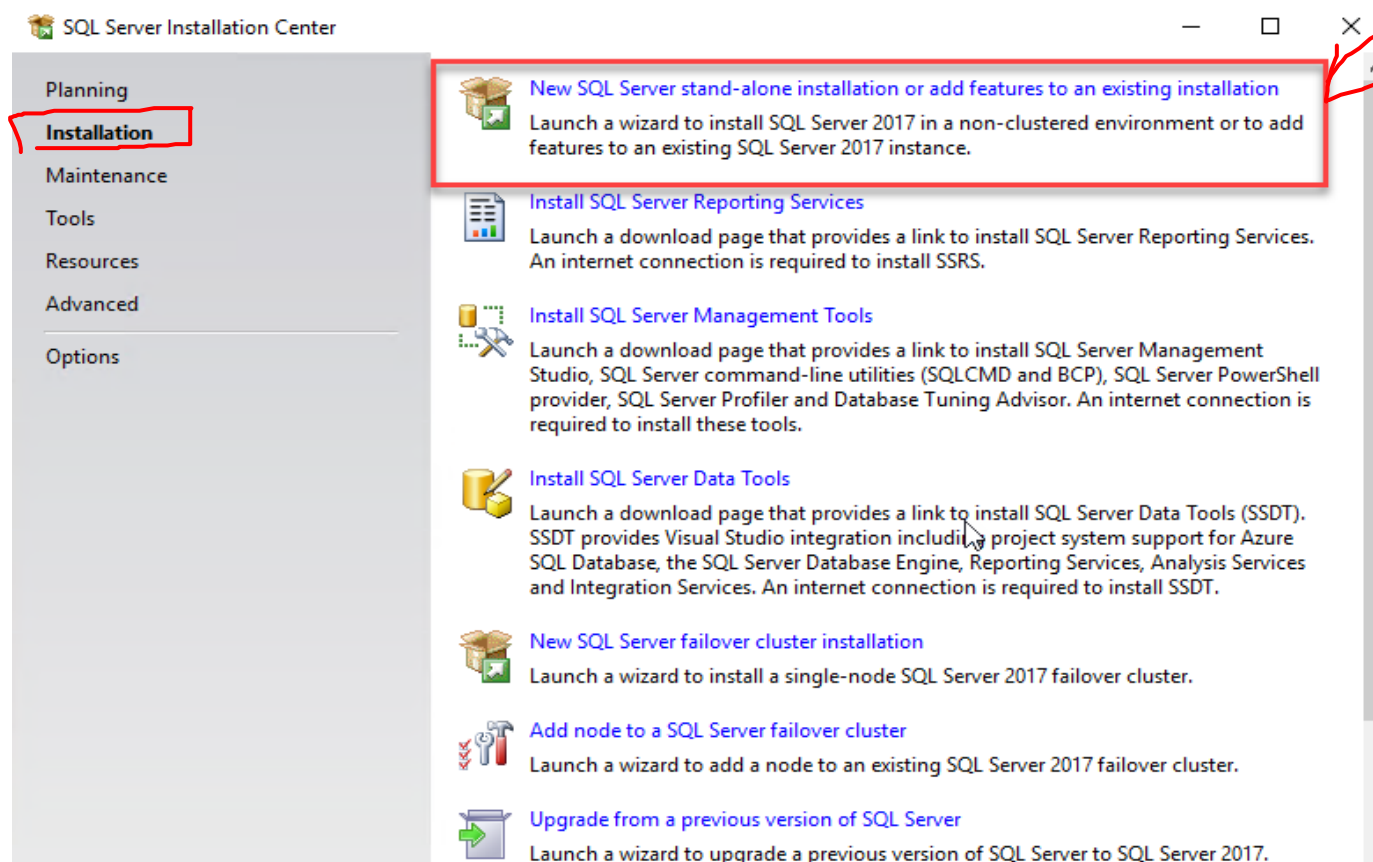 SQL Server Installation Center
Planning
Installation
Maintenance
Tools
Resources
Advanced
Options
New SQL Server stand-alone installation or add features to an existing installation
Launch a wizard to install SQL Server 2017 in a non-clustered environment or to add
features to an existing SQL Server 2017 instance.
Install SQL Server Reporting Services
Launch a download page that provides a link to install SQL Server Reporting Services.
An internet connection is required to install SSRS.
Install SQL Server Management Tools
Launch a download page that provides a link to install SQL Server Management
Studio, SQL Server command-line utilities (SQLCMD and BCP), SQL Server PowerShell
provider, SQL Server Profiler and Database Tuning Advisor. An internet connection is
required to install these tools.
Install SQL Server Data Tools
Launch a download page that provides a link to install SQL Server Data Tools (SSDT).
SSDT provides Visual Studio integration including project system support for Azure
SQL Database, the SQL Server Database Engine, Reporting Services, Analysis Services
and Integration Services. An internet connection is required to install SSDT.
New SQL Server failover cluster installation
Launch a wizard to install a single-node SQL Server 2017 failover cluster.
Add node to a SQL Server failover cluster
Launch a wizard to add a node to an existing SQL Server 2017 failover cluster.
Upgrade from a previous version of SQL Server
Launch a wizard to upgrade a previous version of SQL Server to SQL Server 2017.